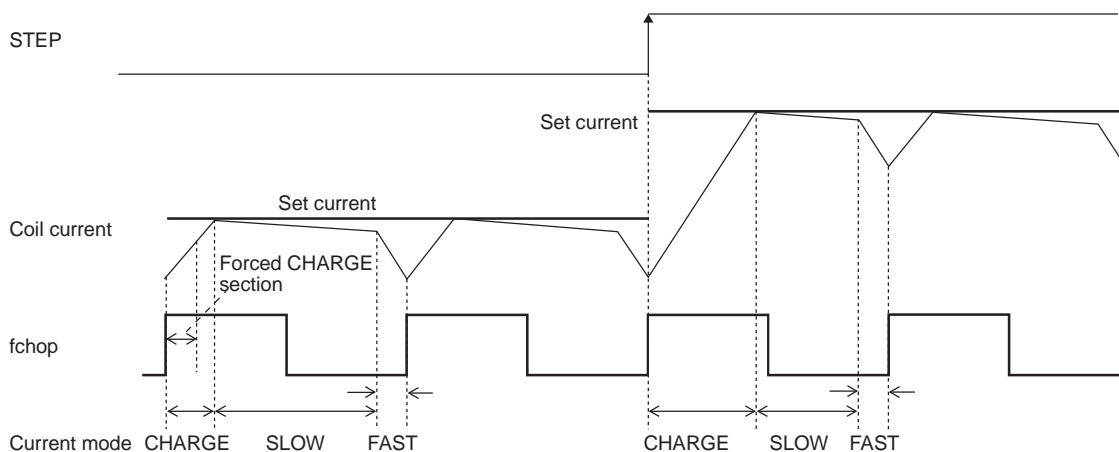 STEP
Set current
Set current
Coil current
Forced CHARGE
section
fchop
Current mode CHARGE SLOW FAST CHARGE SLOW FAST